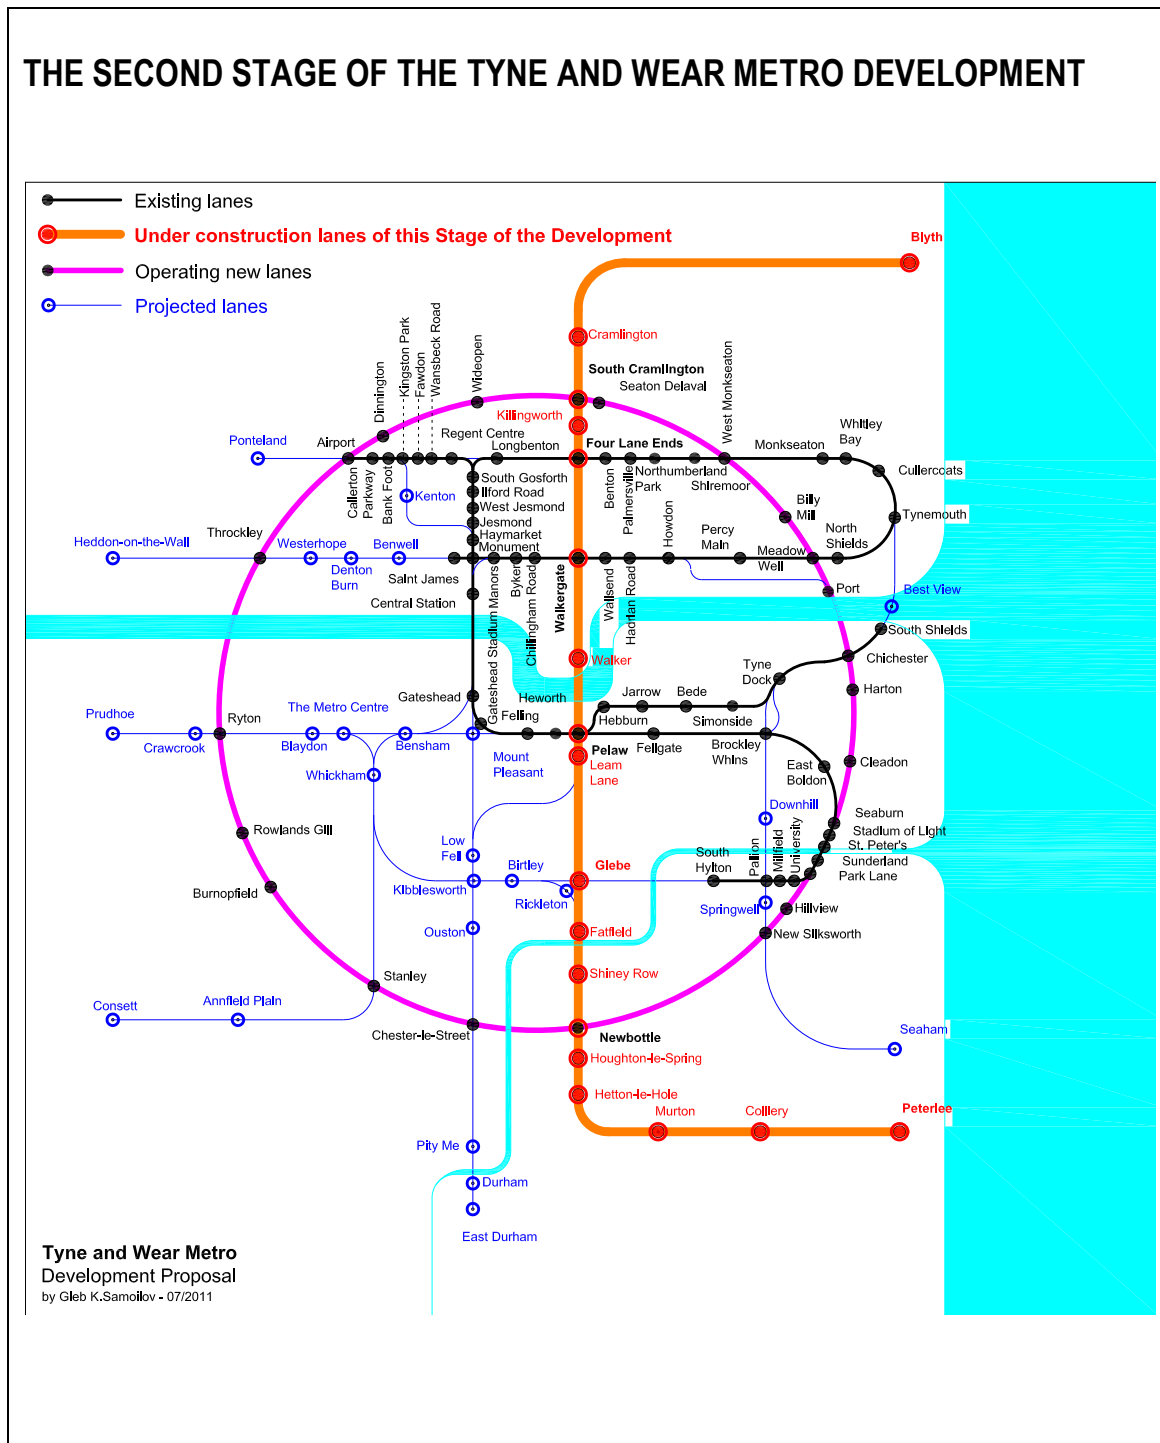 THE SECOND STAGE OF THE TYNE AND WEAR METRO DEVELOPMENT
Existing lanes
Under construction lanes of this Stage of the Development
Operating new lanes
Projected lanes
Blyth
Cramlington
South Cramlington
Seaton Delaval
Killingworth
Wideopen
Dinnington
Kingston Park
Fawdon
Wansbeck Road
West Monkseaton
Ponteland
Airport
Regent Centre
Longbenton
Four Lane Ends
Monkseaton
Whitley
Bay
Cullercoats
Callerton
Parkway
Bank Foot
Kenton
South Gosforth
Ilford Road
West Jesmond
Jesmond
Haymarket
Monument
Benton
Palmersville
Northumberland
Park
Shiremoor
Billy
Mill
Tynemouth
Throckley
Heddon-on-the-Wall
Westerhope
Denton
Burn
Benwell
Saint James
Central Station
Manors
Byker
Chillingham Road
Walkergate
Wallsend
Hadrian Road
Howdon
Percy
Main
Meadow
Well
North
Shields
Port
Best View
South Shields
Chichester
Harton
Walker
Tyne
Dock
Gateshead
Gateshead Stadium
Heworth
Felling
Hebburn
Jarrow
Bede
Simonside
Prudhoe
Crawcrook
Ryton
The Metro Centre
Blaydon
Bensham
Whickham
Mount
Pleasant
Pelaw
Leam
Lane
Fellgate
Brockley
Whins
East
Boldon
Cleadon
Seaburn
Stadium of Light
St. Peter's
Sunderland
Park Lane
Downhill
Rowlands Gill
Burnopfield
Low
Fell
Kibblesworth
Birtley
Rickleton
Glebe
South
Hylton
Pallion
Millfield
University
Springwell
Hillview
New Silksworth
Ouston
Fatfield
Shiney Row
Stanley
Consett
Annfield Plain
Chester-le-Street
Newbottle
Houghton-le-Spring
Hetton-le-Hole
Seaham
Murton
Colliery
Peterlee
Pity Me
Durham
East Durham
Tyne and Wear Metro
Development Proposal
by Gleb K.Samoilov - 07/2011